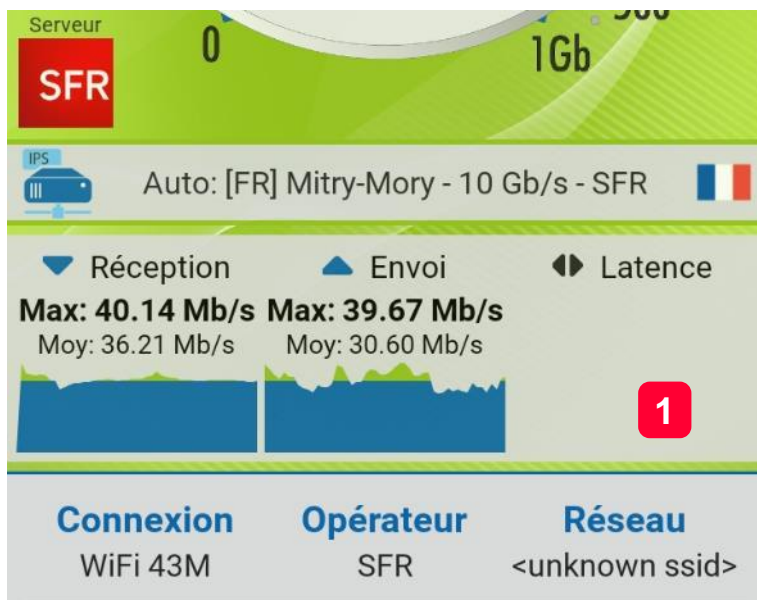 Serveur
0
1Gb
SFR
IPS
Auto: [FR] Mitry-Mory - 10 Gb/s - SFR
Réception
Envoi
Latence
Max: 40.14 Mb/s
Max: 39.67 Mb/s
Moy: 36.21 Mb/s
Moy: 30.60 Mb/s
1
Connexion
Opérateur
Réseau
WiFi 43M
SFR
<unknown ssid>